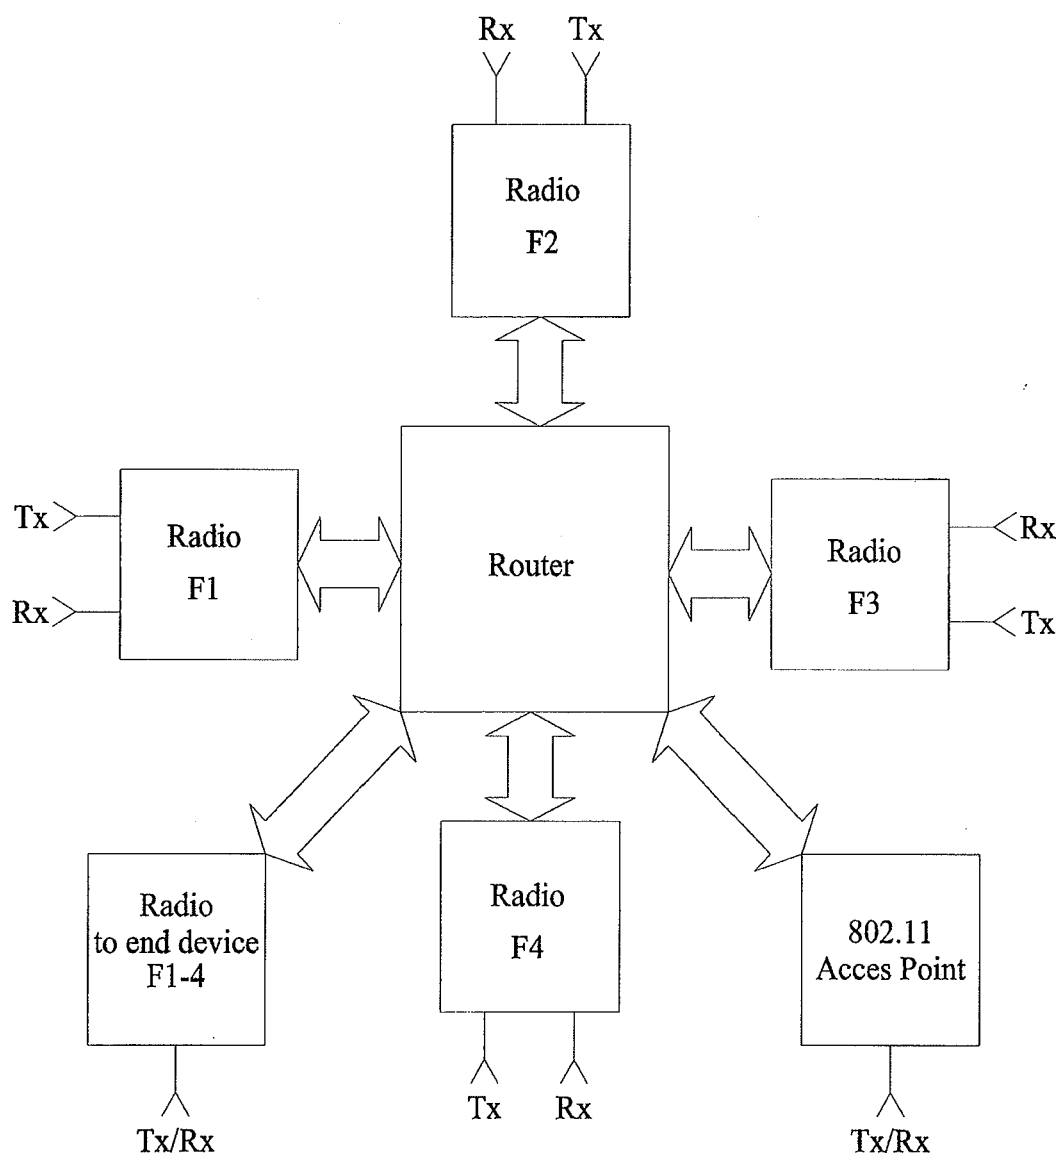 Rx
Tx
Radio
F2
Tx
Rx
Radio
F1
Router
Radio
F3
Rx
Tx
Radio
to end device
F1-4
Tx/Rx
Radio
F4
Tx
Rx
802.11
Acces Point
Tx/Rx